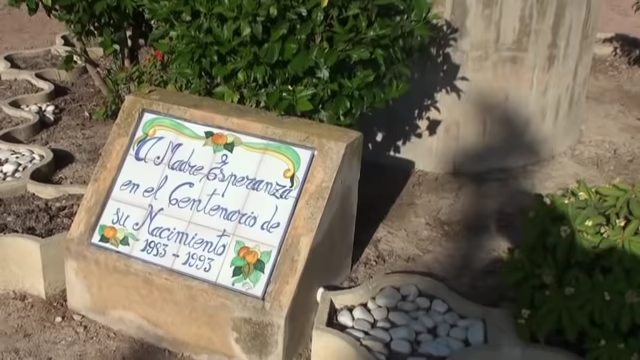 A Madre Esperanza
en el Centenario de
Su Nacimiento
1893 - 1993